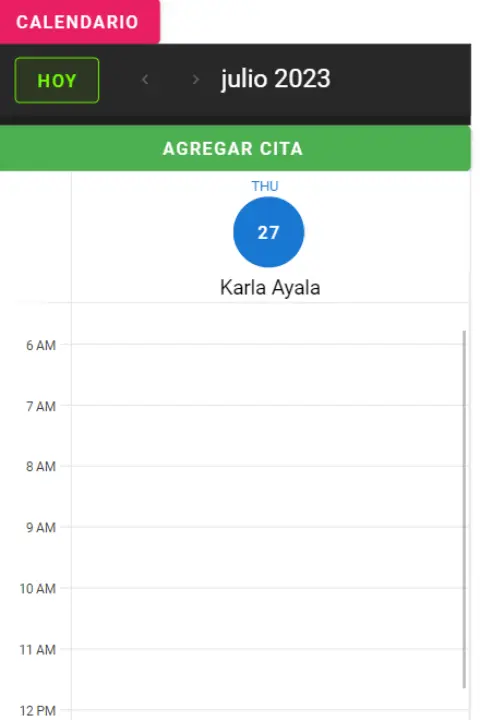 CALENDARIO
HOY
julio 2023
AGREGAR CITA
THU
27
Karla Ayala
6 AM
7 AM
8 AM
9 AM
10 AM
11 AM
12 PM